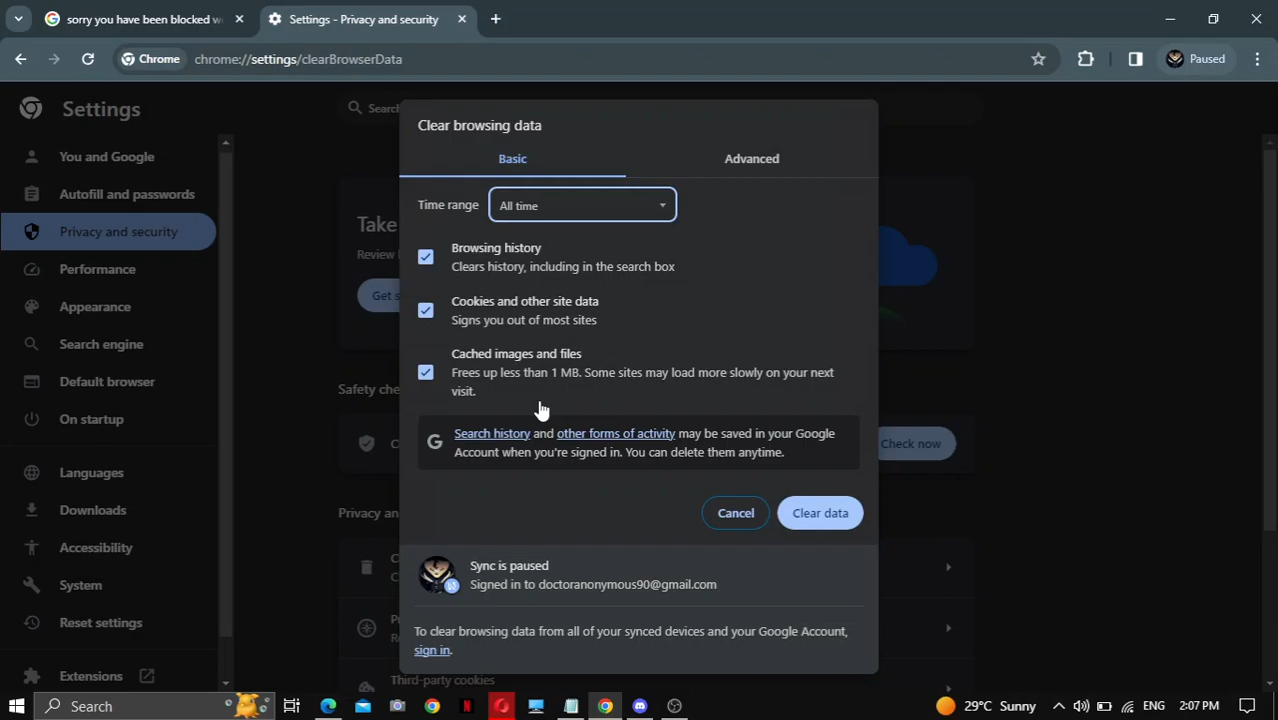 sorry you have been blocked w
Settings - Privacy and security
Chrome
chrome://settings/clearBrowserData
Paused
Settings
You and Google
Autofill and passwords
Privacy and security
Performance
Appearance
Search engine
Default browser
On startup
Languages
Downloads
Accessibility
System
Reset settings
Extensions
Searc
Take
Review
Get s
Safety che
C
Check now
Privacy an
C
C
P
R
Third-party cookies
Clear browsing data
Basic
Advanced
Time range
All time
Browsing history
Clears history, including in the search box
Cookies and other site data
Signs you out of most sites
Cached images and files
Frees up less than 1 MB. Some sites may load more slowly on your next
visit.
Search history and other forms of activity may be saved in your Google
Account when you're signed in. You can delete them anytime.
Cancel
Clear data
Sync is paused
Signed in to doctoranonymous90@gmail.com
To clear browsing data from all of your synced devices and your Google Account,
sign in.
Search
29°C Sunny
ENG
2:07 PM